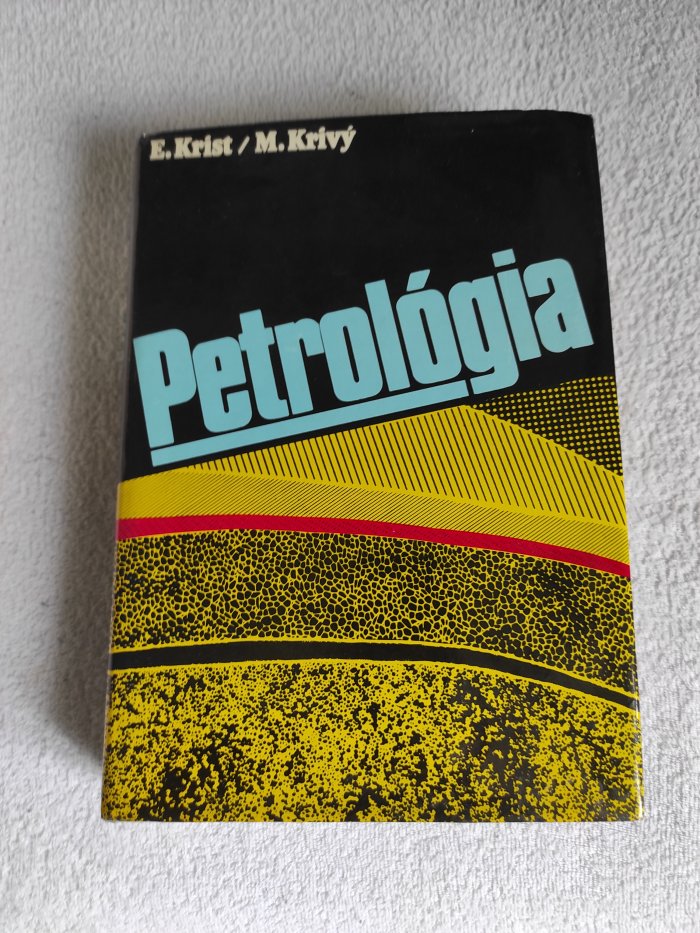 E. Krist / M. Krivý
Petrológia